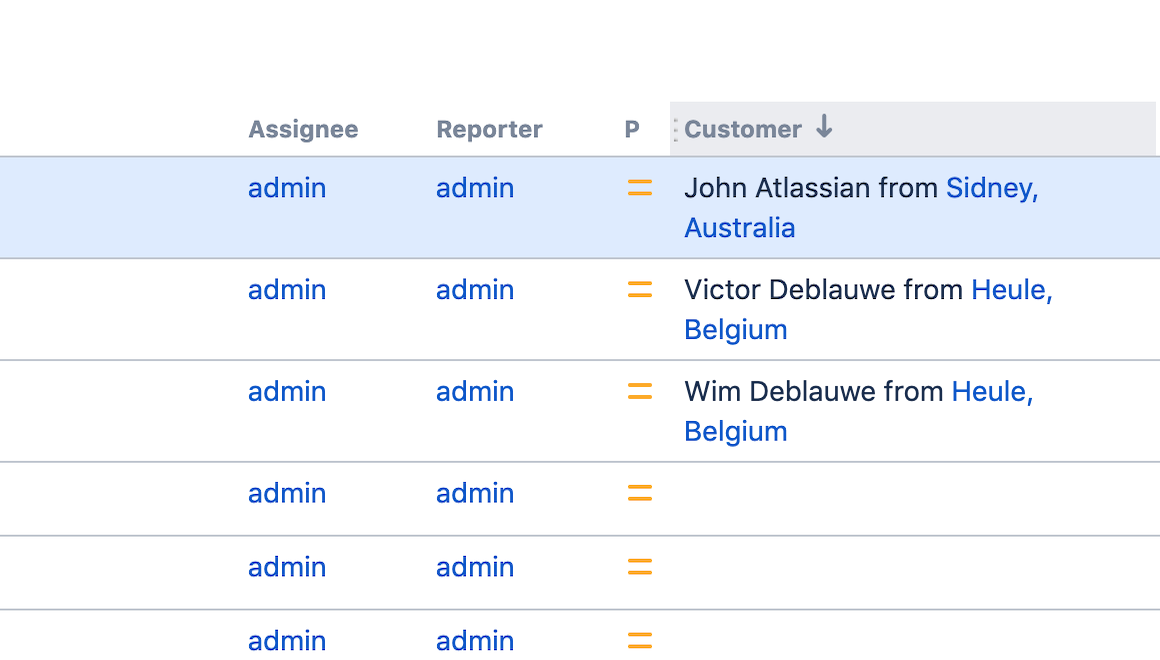 Assignee Reporter P Customer ↓
admin admin John Atlassian from Sidney,
Australia
admin admin Victor Deblauwe from Heule,
Belgium
admin admin Wim Deblauwe from Heule,
Belgium
admin admin
admin admin
admin admin